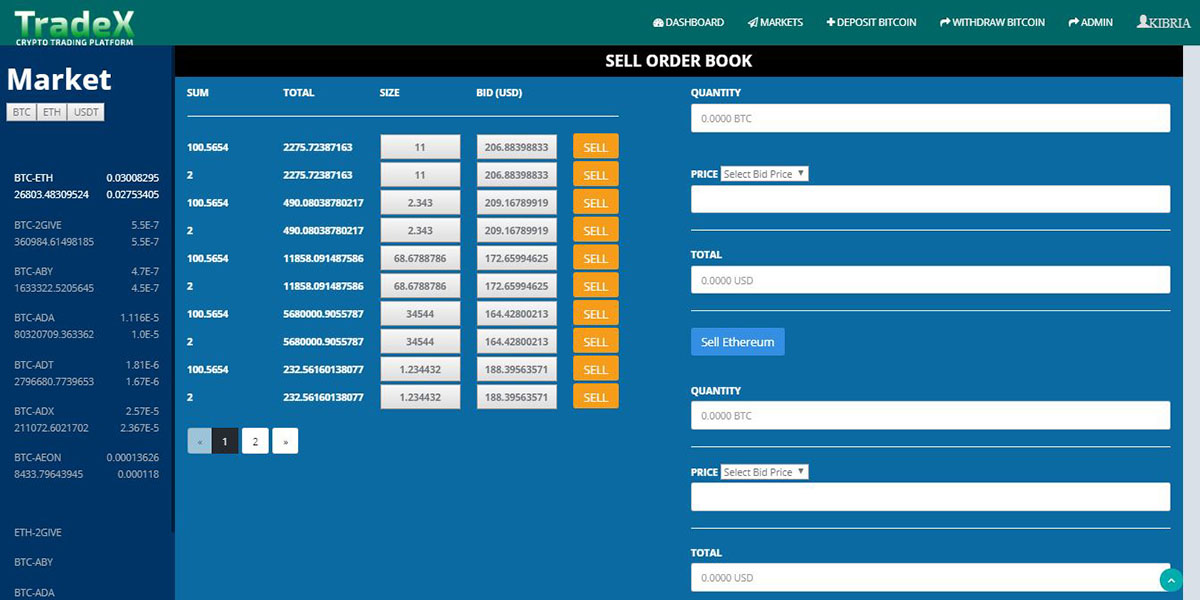 TradeX
CRYPTO TRADING PLATFORM
DASHBOARD MARKETS DEPOSIT BITCOIN WITHDRAW BITCOIN ADMIN KIBRIA
Market
BTC ETH USDT
BTC-ETH 0.03008295
26803.48309524 0.02753405
BTC-2GIVE 5.5E-7
360984.61498185 5.5E-7
BTC-ABY 4.7E-7
1633322.5206645 4.5E-7
BTC-ADA 1.116E-5
80320709.363362 1.0E-5
BTC-ADT 1.81E-6
2796680.7739653 1.67E-6
BTC-ADX 2.57E-5
211072.6021702 2.367E-5
BTC-AEON 0.00013626
8433.79643945 0.000118
ETH-2GIVE
BTC-ABY
BTC-ADA
SELL ORDER BOOK
SUM TOTAL SIZE BID (USD)
100.5654 2275.72387163 11 206.88398833 SELL
2 2275.72387163 11 206.88398833 SELL
100.5654 490.08038780217 2.343 209.16789919 SELL
2 490.08038780217 2.343 209.16789919 SELL
100.5654 11858.091487586 68.6788786 172.65994625 SELL
2 11858.091487586 68.6788786 172.65994625 SELL
100.5654 5680000.9055787 34544 164.42800213 SELL
2 5680000.9055787 34544 164.42800213 SELL
100.5654 232.56160138077 1.234432 188.39563571 SELL
2 232.56160138077 1.234432 188.39563571 SELL
« 1 2 »
QUANTITY
0.0000 BTC
PRICE Select Bid Price
TOTAL
0.0000 USD
Sell Ethereum
QUANTITY
0.0000 BTC
PRICE Select Bid Price
TOTAL
0.0000 USD